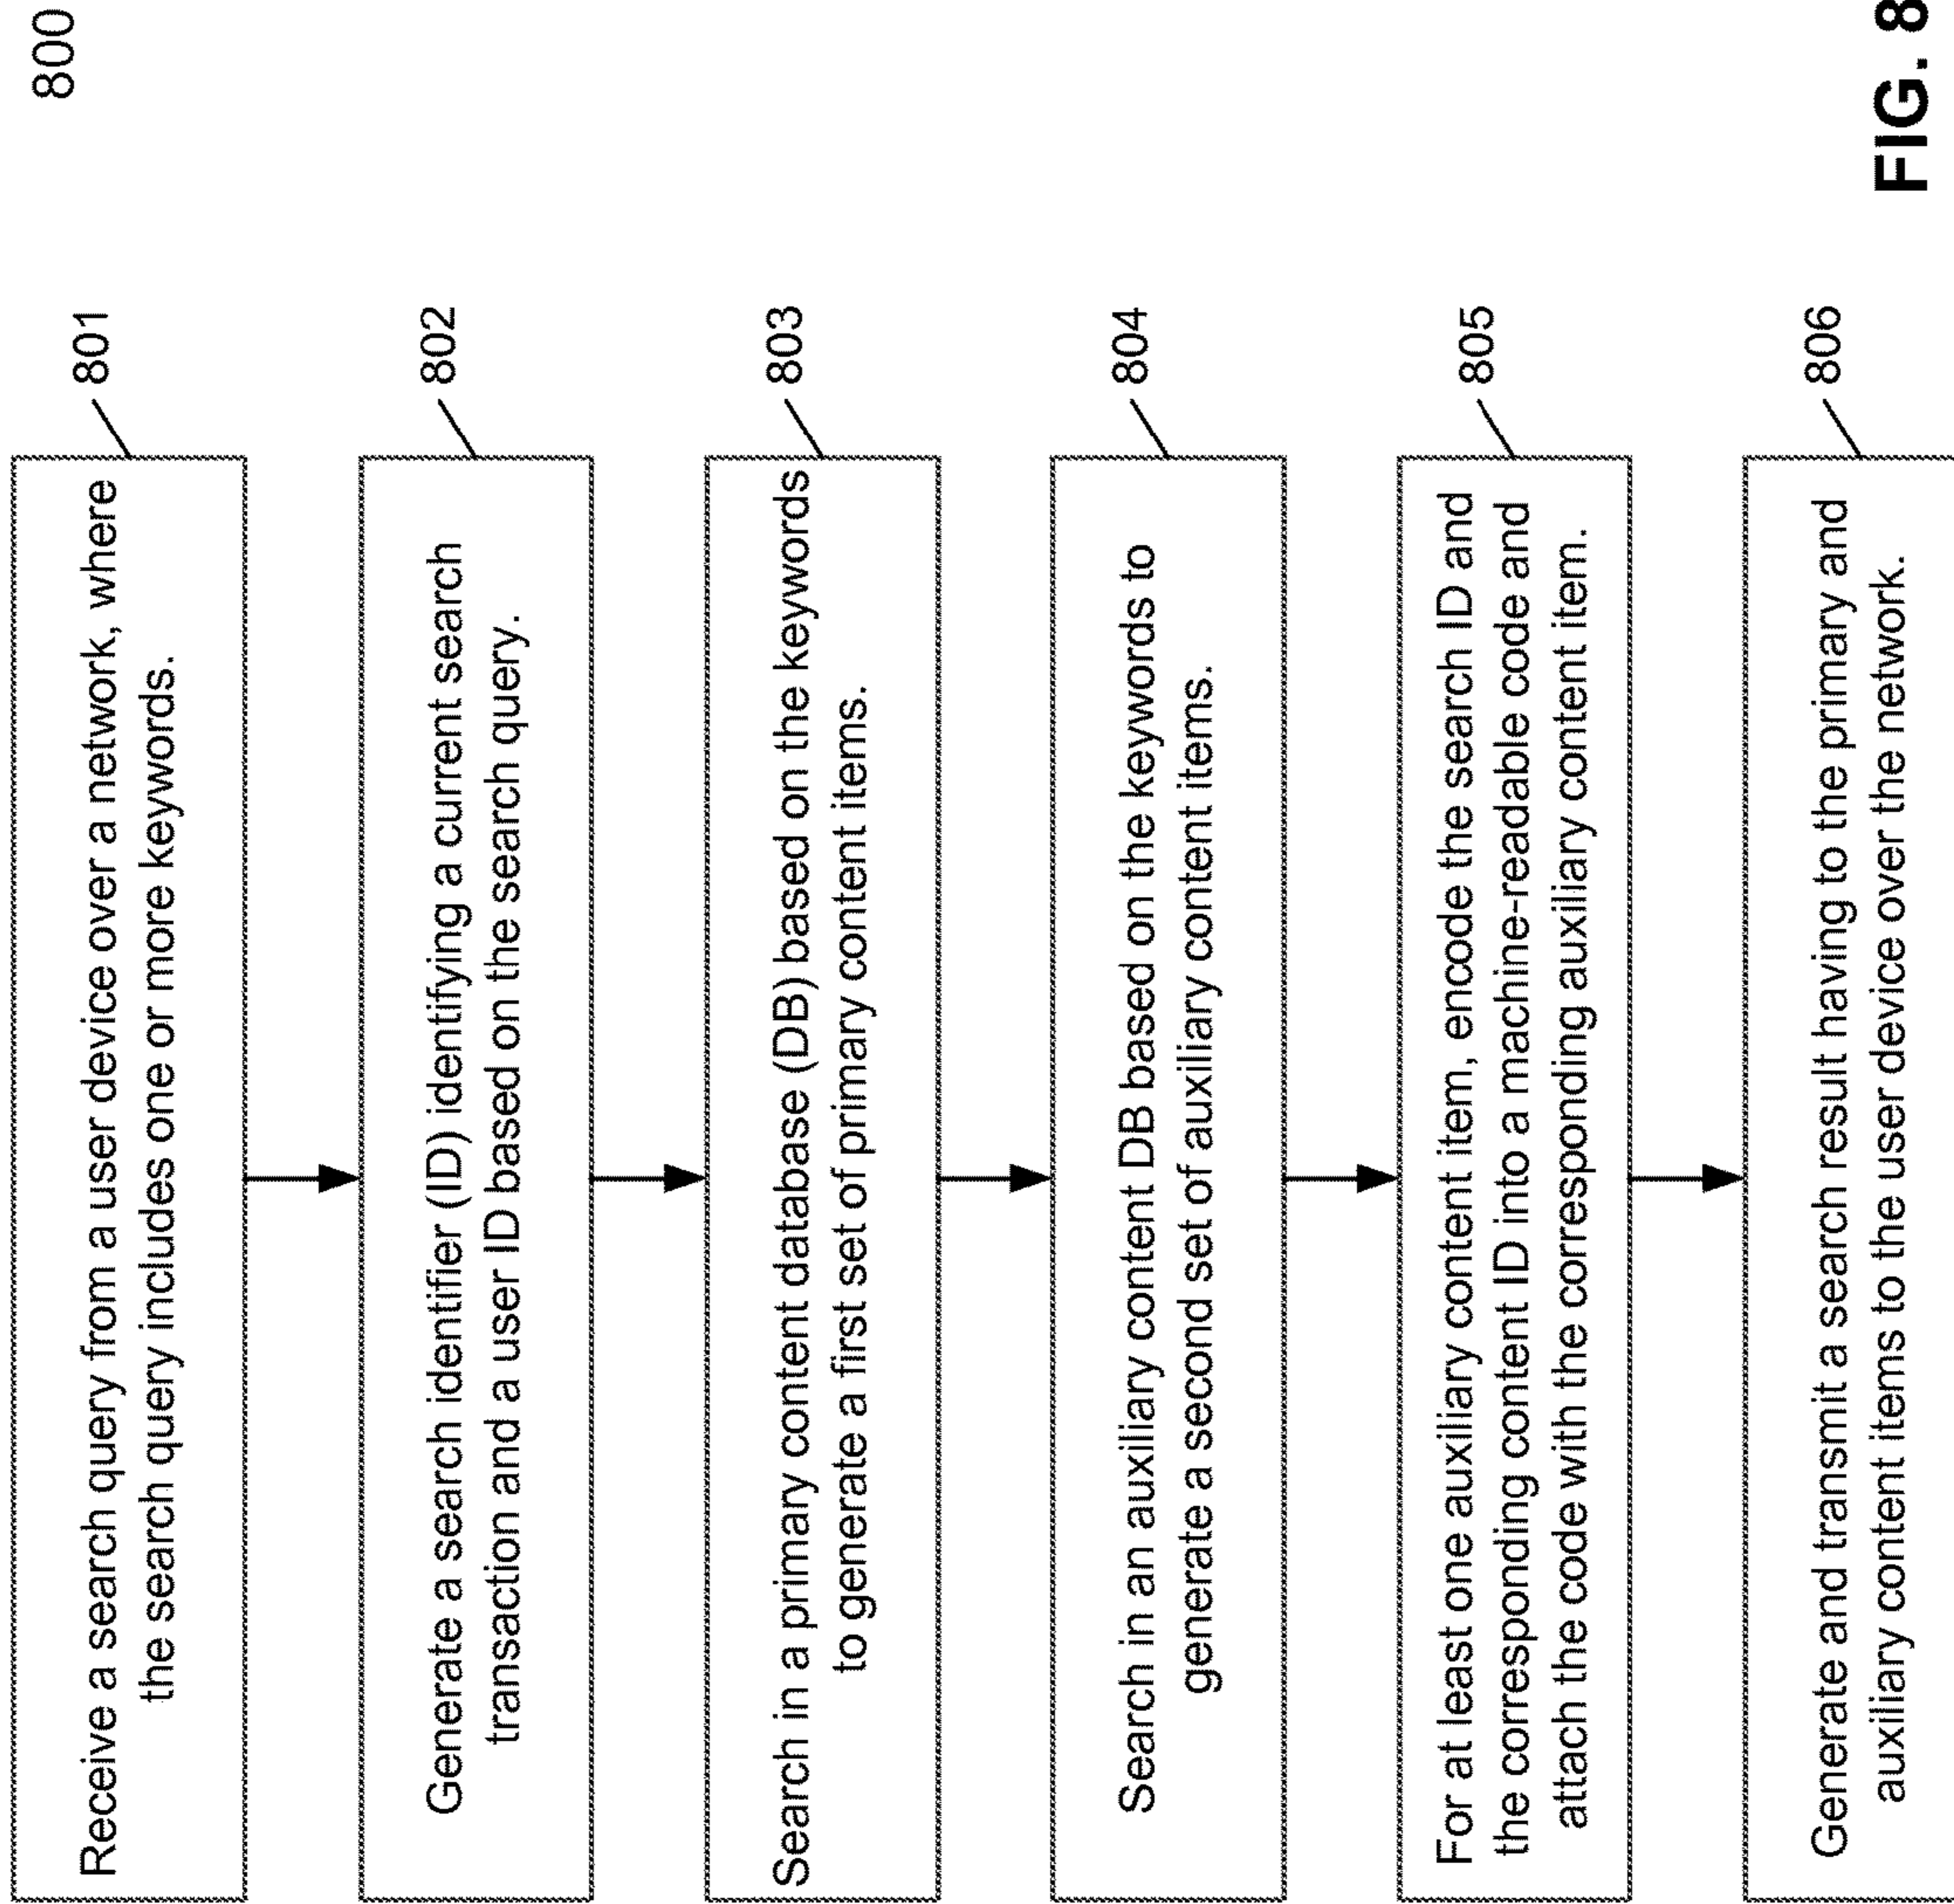 800
Receive a search query from a user device over a network, where
the search query includes one or more keywords.
801
Generate a search identifier (ID) identifying a current search
transaction and a user ID based on the search query.
802
Search in a primary content database (DB) based on the keywords
to generate a first set of primary content items.
803
Search in an auxiliary content DB based on the keywords to
generate a second set of auxiliary content items.
804
For at least one auxiliary content item, encode the search ID and
the corresponding content ID into a machine-readable code and
attach the code with the corresponding auxiliary content item.
805
Generate and transmit a search result having to the primary and
auxiliary content items to the user device over the network.
806
FIG. 8